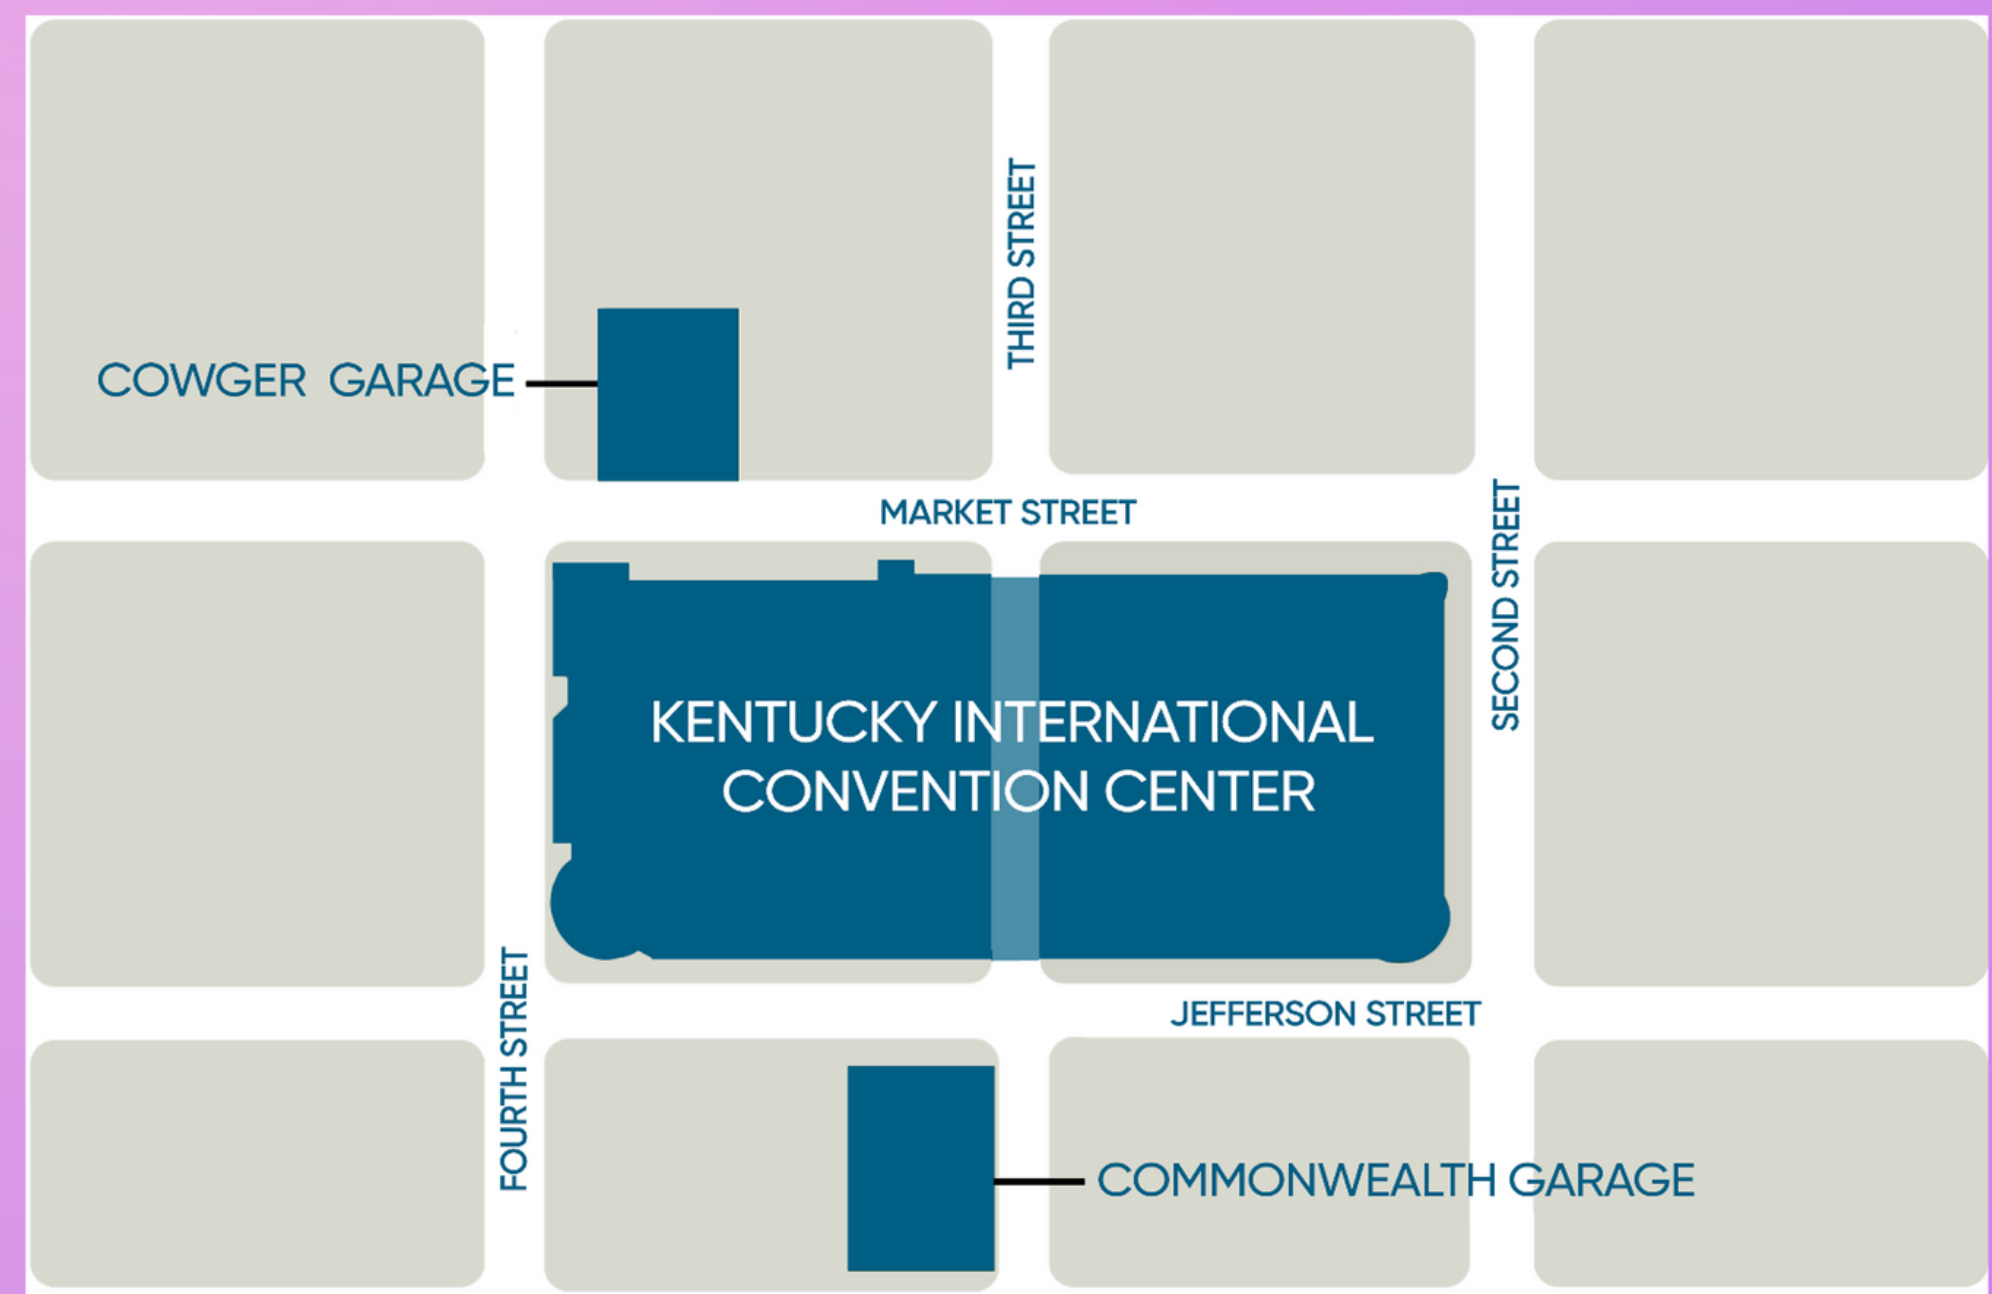 THIRD STREET
COWGER GARAGE
MARKET STREET
SECOND STREET
KENTUCKY INTERNATIONAL
CONVENTION CENTER
FOURTH STREET
JEFFERSON STREET
COMMONWEALTH GARAGE